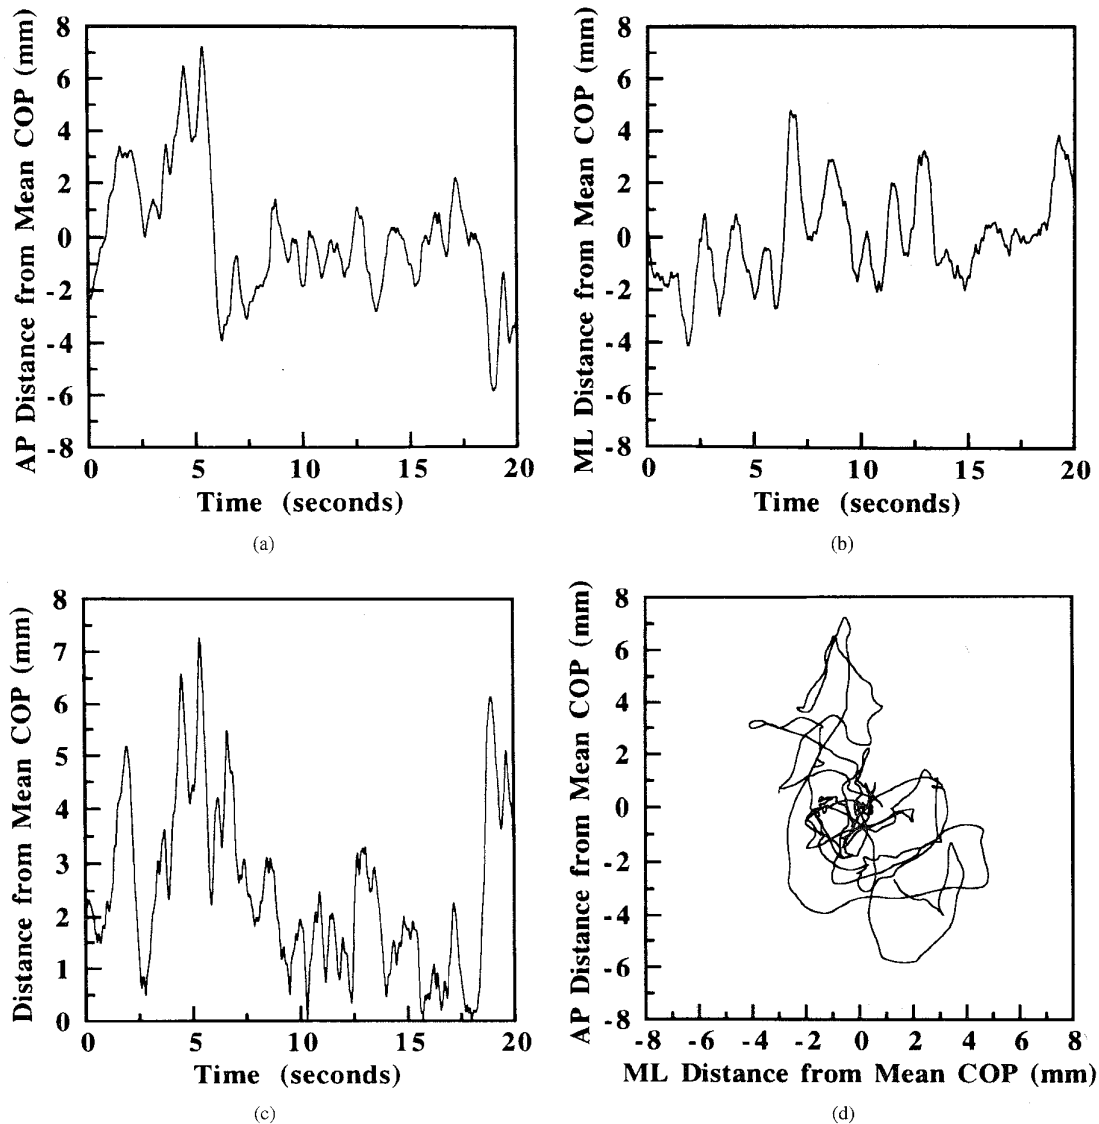 AP Distance from Mean COP (mm)
8
6
4
2
0
-2
-4
-6
-8
0 5 10 15 20
Time (seconds)
(a)
ML Distance from Mean COP (mm)
8
6
4
2
0
-2
-4
-6
-8
0 5 10 15 20
Time (seconds)
(b)
Distance from Mean COP (mm)
8
7
6
5
4
3
2
1
0
0 5 10 15 20
Time (seconds)
(c)
AP Distance from Mean COP (mm)
8
6
4
2
0
-2
-4
-6
-8
-8 -6 -4 -2 0 2 4 6 8
ML Distance from Mean COP (mm)
(d)